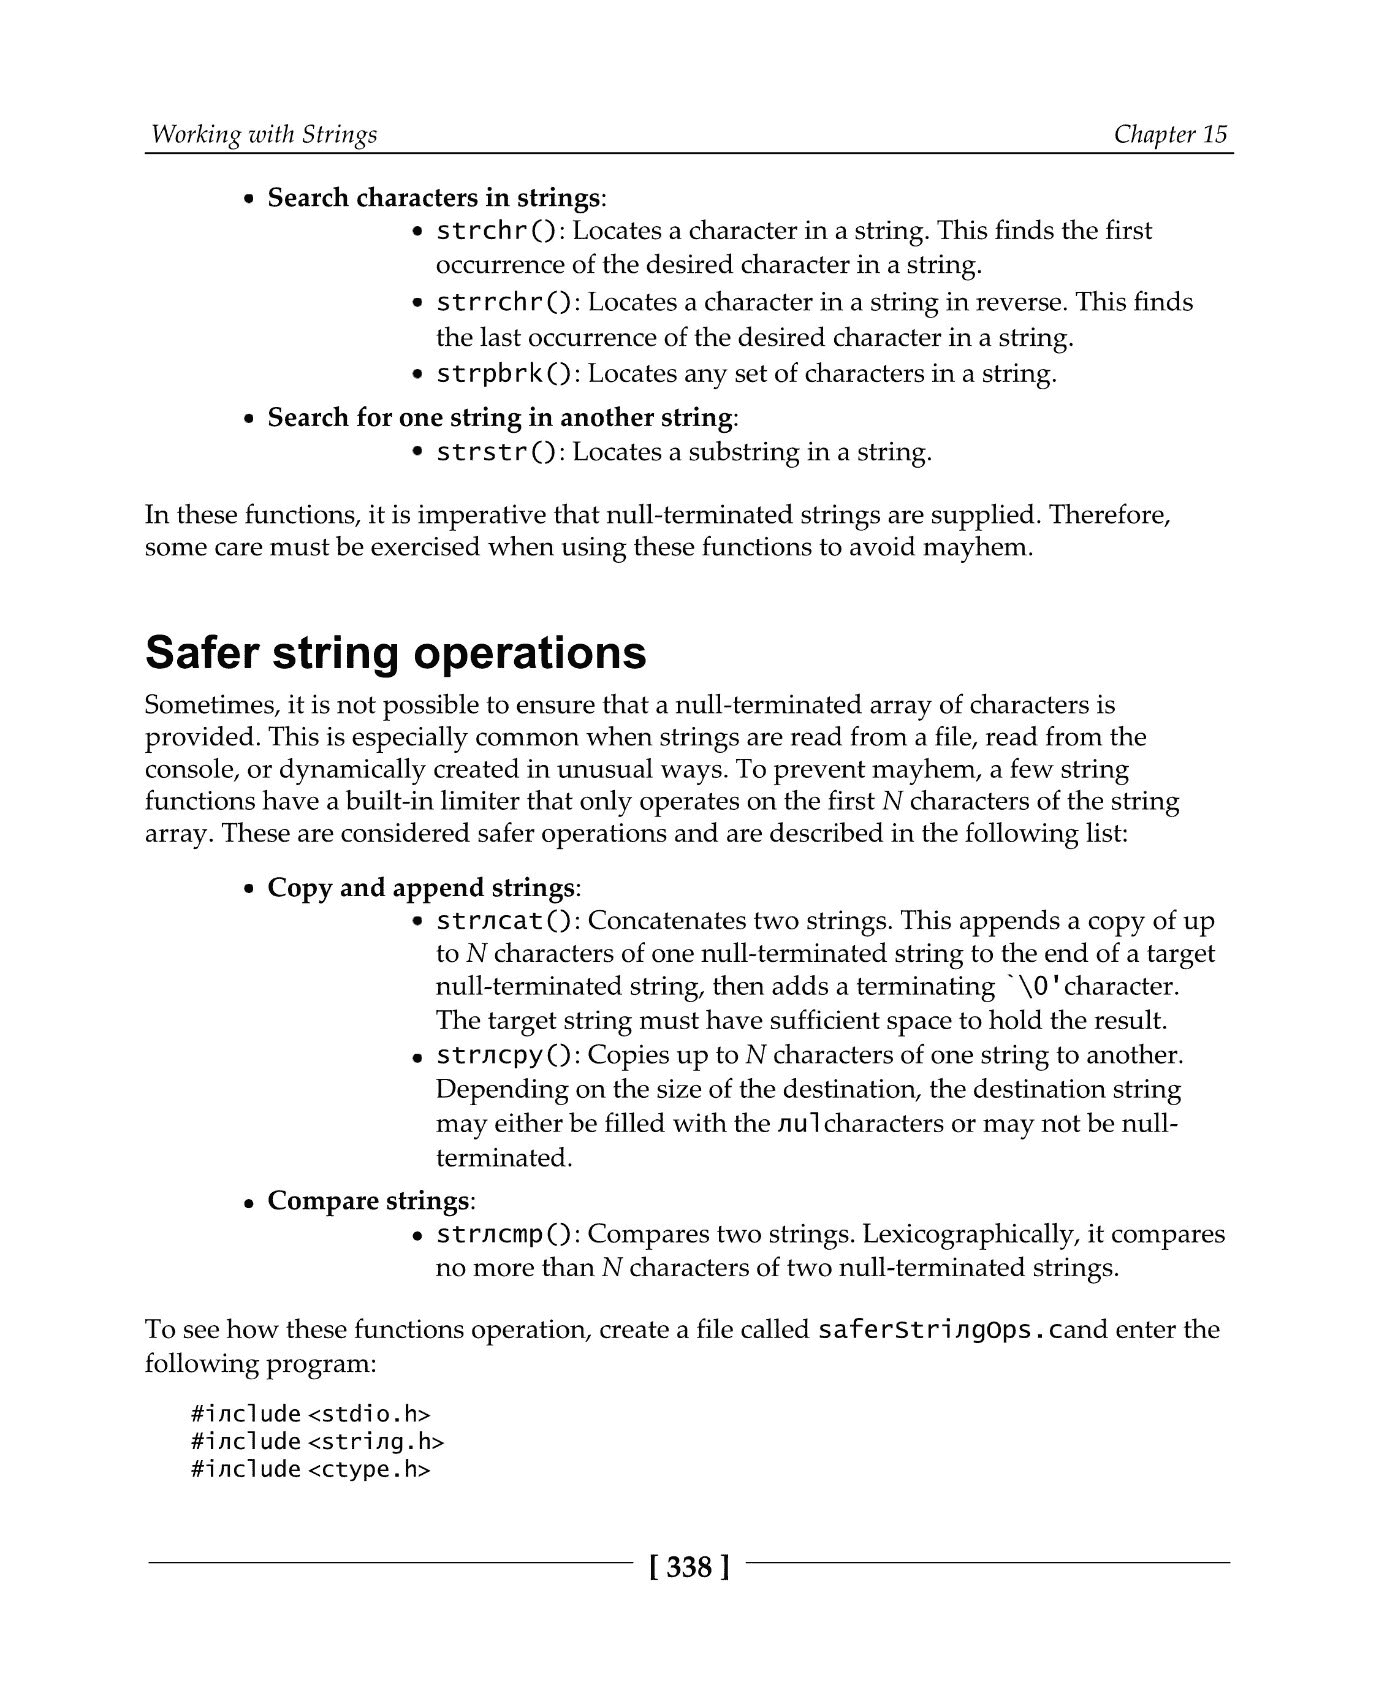 Working with Strings Chapter 15
• Search characters in strings:
• strchr(): Locates a character in a string. This finds the first
occurrence of the desired character in a string.
• strrchr(): Locates a character in a string in reverse. This finds
the last occurrence of the desired character in a string.
• strpbrk(): Locates any set of characters in a string.
• Search for one string in another string:
• strstr(): Locates a substring in a string.
In these functions, it is imperative that null-terminated strings are supplied. Therefore,
some care must be exercised when using these functions to avoid mayhem.
Safer string operations
Sometimes, it is not possible to ensure that a null-terminated array of characters is
provided. This is especially common when strings are read from a file, read from the
console, or dynamically created in unusual ways. To prevent mayhem, a few string
functions have a built-in limiter that only operates on the first N characters of the string
array. These are considered safer operations and are described in the following list:
• Copy and append strings:
• strлcat(): Concatenates two strings. This appends a copy of up
to N characters of one null-terminated string to the end of a target
null-terminated string, then adds a terminating `\0'character.
The target string must have sufficient space to hold the result.
• strлcpy(): Copies up to N characters of one string to another.
Depending on the size of the destination, the destination string
may either be filled with the лulcharacters or may not be null-
terminated.
• Compare strings:
• strлcmp(): Compares two strings. Lexicographically, it compares
no more than N characters of two null-terminated strings.
To see how these functions operation, create a file called saferStriлgOps.cand enter the
following program:
#iлclude <stdio.h>
#iлclude <striлg.h>
#iлclude <ctype.h>
[ 338 ]